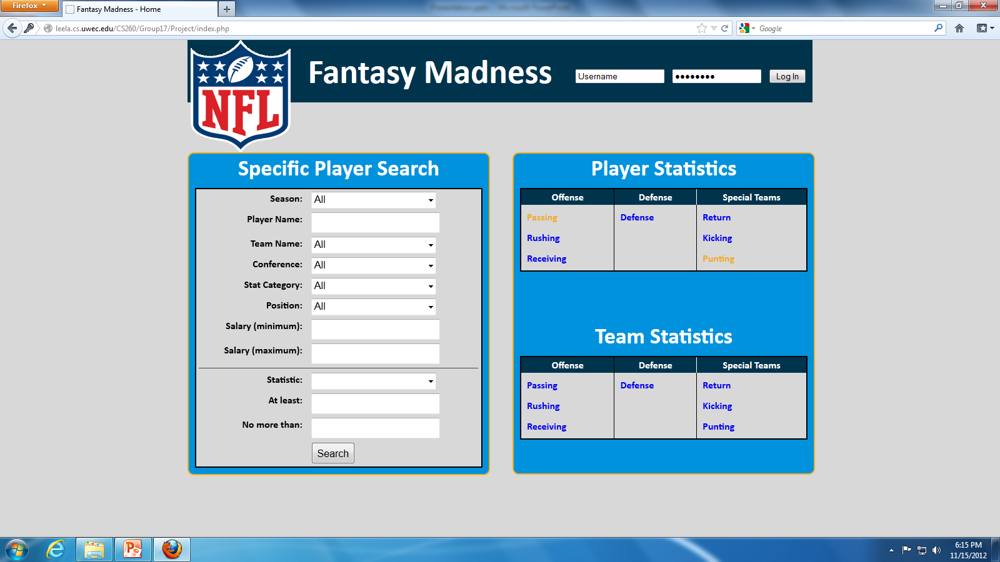 Firefox
Fantasy Madness - Home
leela.cs.uwec.edu/CS260/Group17/Project/index.php
Google
NFL
Fantasy Madness
Username
Log In
Specific Player Search
Season: All
Player Name:
Team Name: All
Conference: All
Stat Category: All
Position: All
Salary (minimum):
Salary (maximum):
Statistic:
At least:
No more than:
Search
Player Statistics
Offense Defense Special Teams
Passing Defense Return
Rushing Kicking
Receiving Punting
Team Statistics
Offense Defense Special Teams
Passing Defense Return
Rushing Kicking
Receiving Punting
6:15 PM
11/15/2012